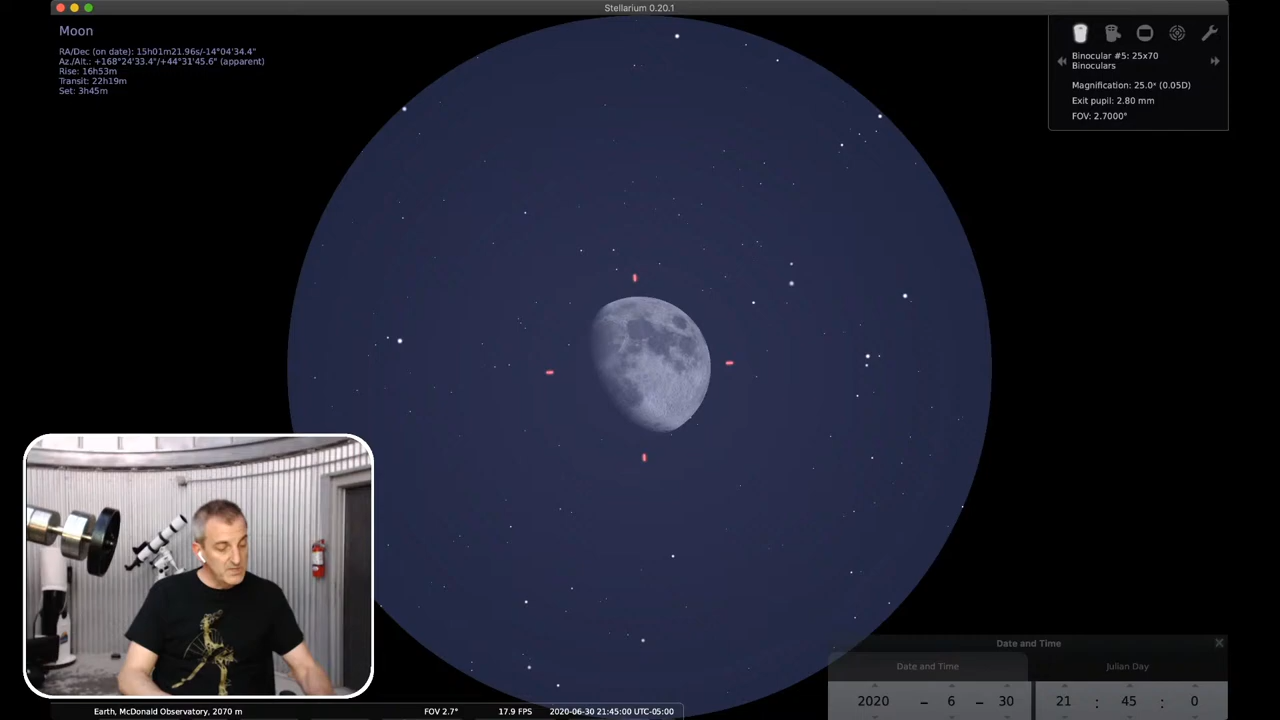 Stellarium 0.20.1
Moon
RA/Dec (on date): 15h01m21.96s/-14°04'34.4"
Az./Alt.: +168°24'33.4"/+44°31'45.6" (apparent)
Rise: 16h53m
Transit: 22h19m
Set: 3h45m
Binocular #5: 25x70
Binoculars
Magnification: 25.0× (0.05D)
Exit pupil: 2.80 mm
FOV: 2.7000°
Date and Time
Date and Time Julian Day
2020 – 6 – 30 21 : 45 : 0
Earth, McDonald Observatory, 2070 m FOV 2.7° 17.9 FPS 2020-06-30 21:45:00 UTC-05:00